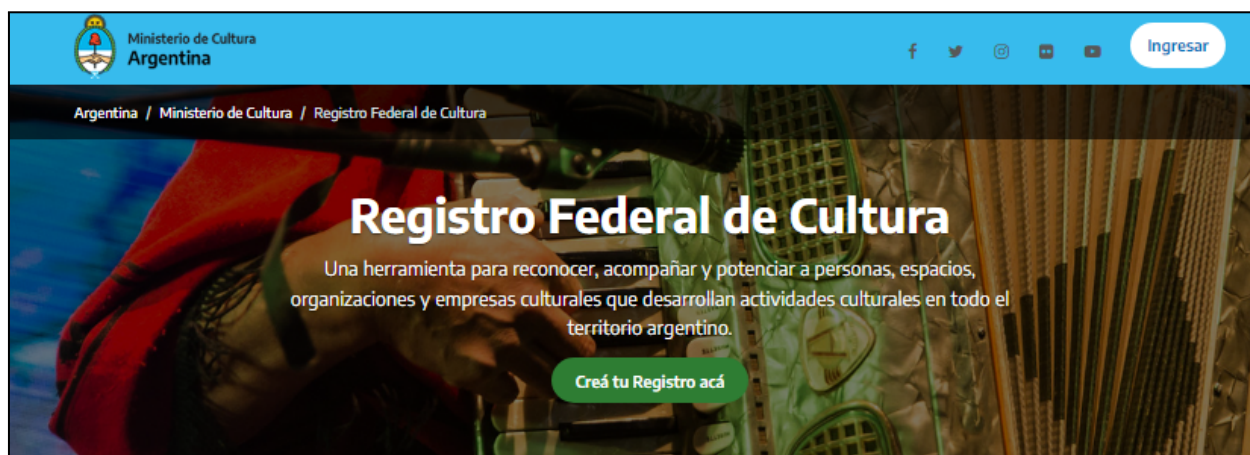 Ministerio de Cultura
Argentina
Ingresar
Argentina / Ministerio de Cultura / Registro Federal de Cultura
Registro Federal de Cultura
Una herramienta para reconocer, acompañar y potenciar a personas, espacios,
organizaciones y empresas culturales que desarrollan actividades culturales en todo el
territorio argentino.
Creá tu Registro acá